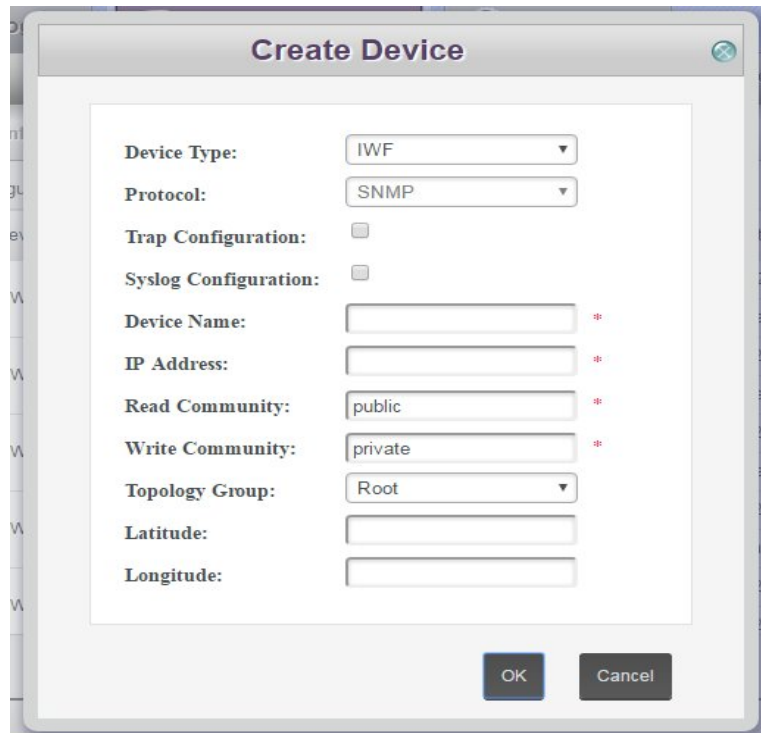 Create Device
Device Type: IWF
Protocol: SNMP
Trap Configuration:
Syslog Configuration:
Device Name: *
IP Address: *
Read Community: public *
Write Community: private *
Topology Group: Root
Latitude:
Longitude:
OK Cancel